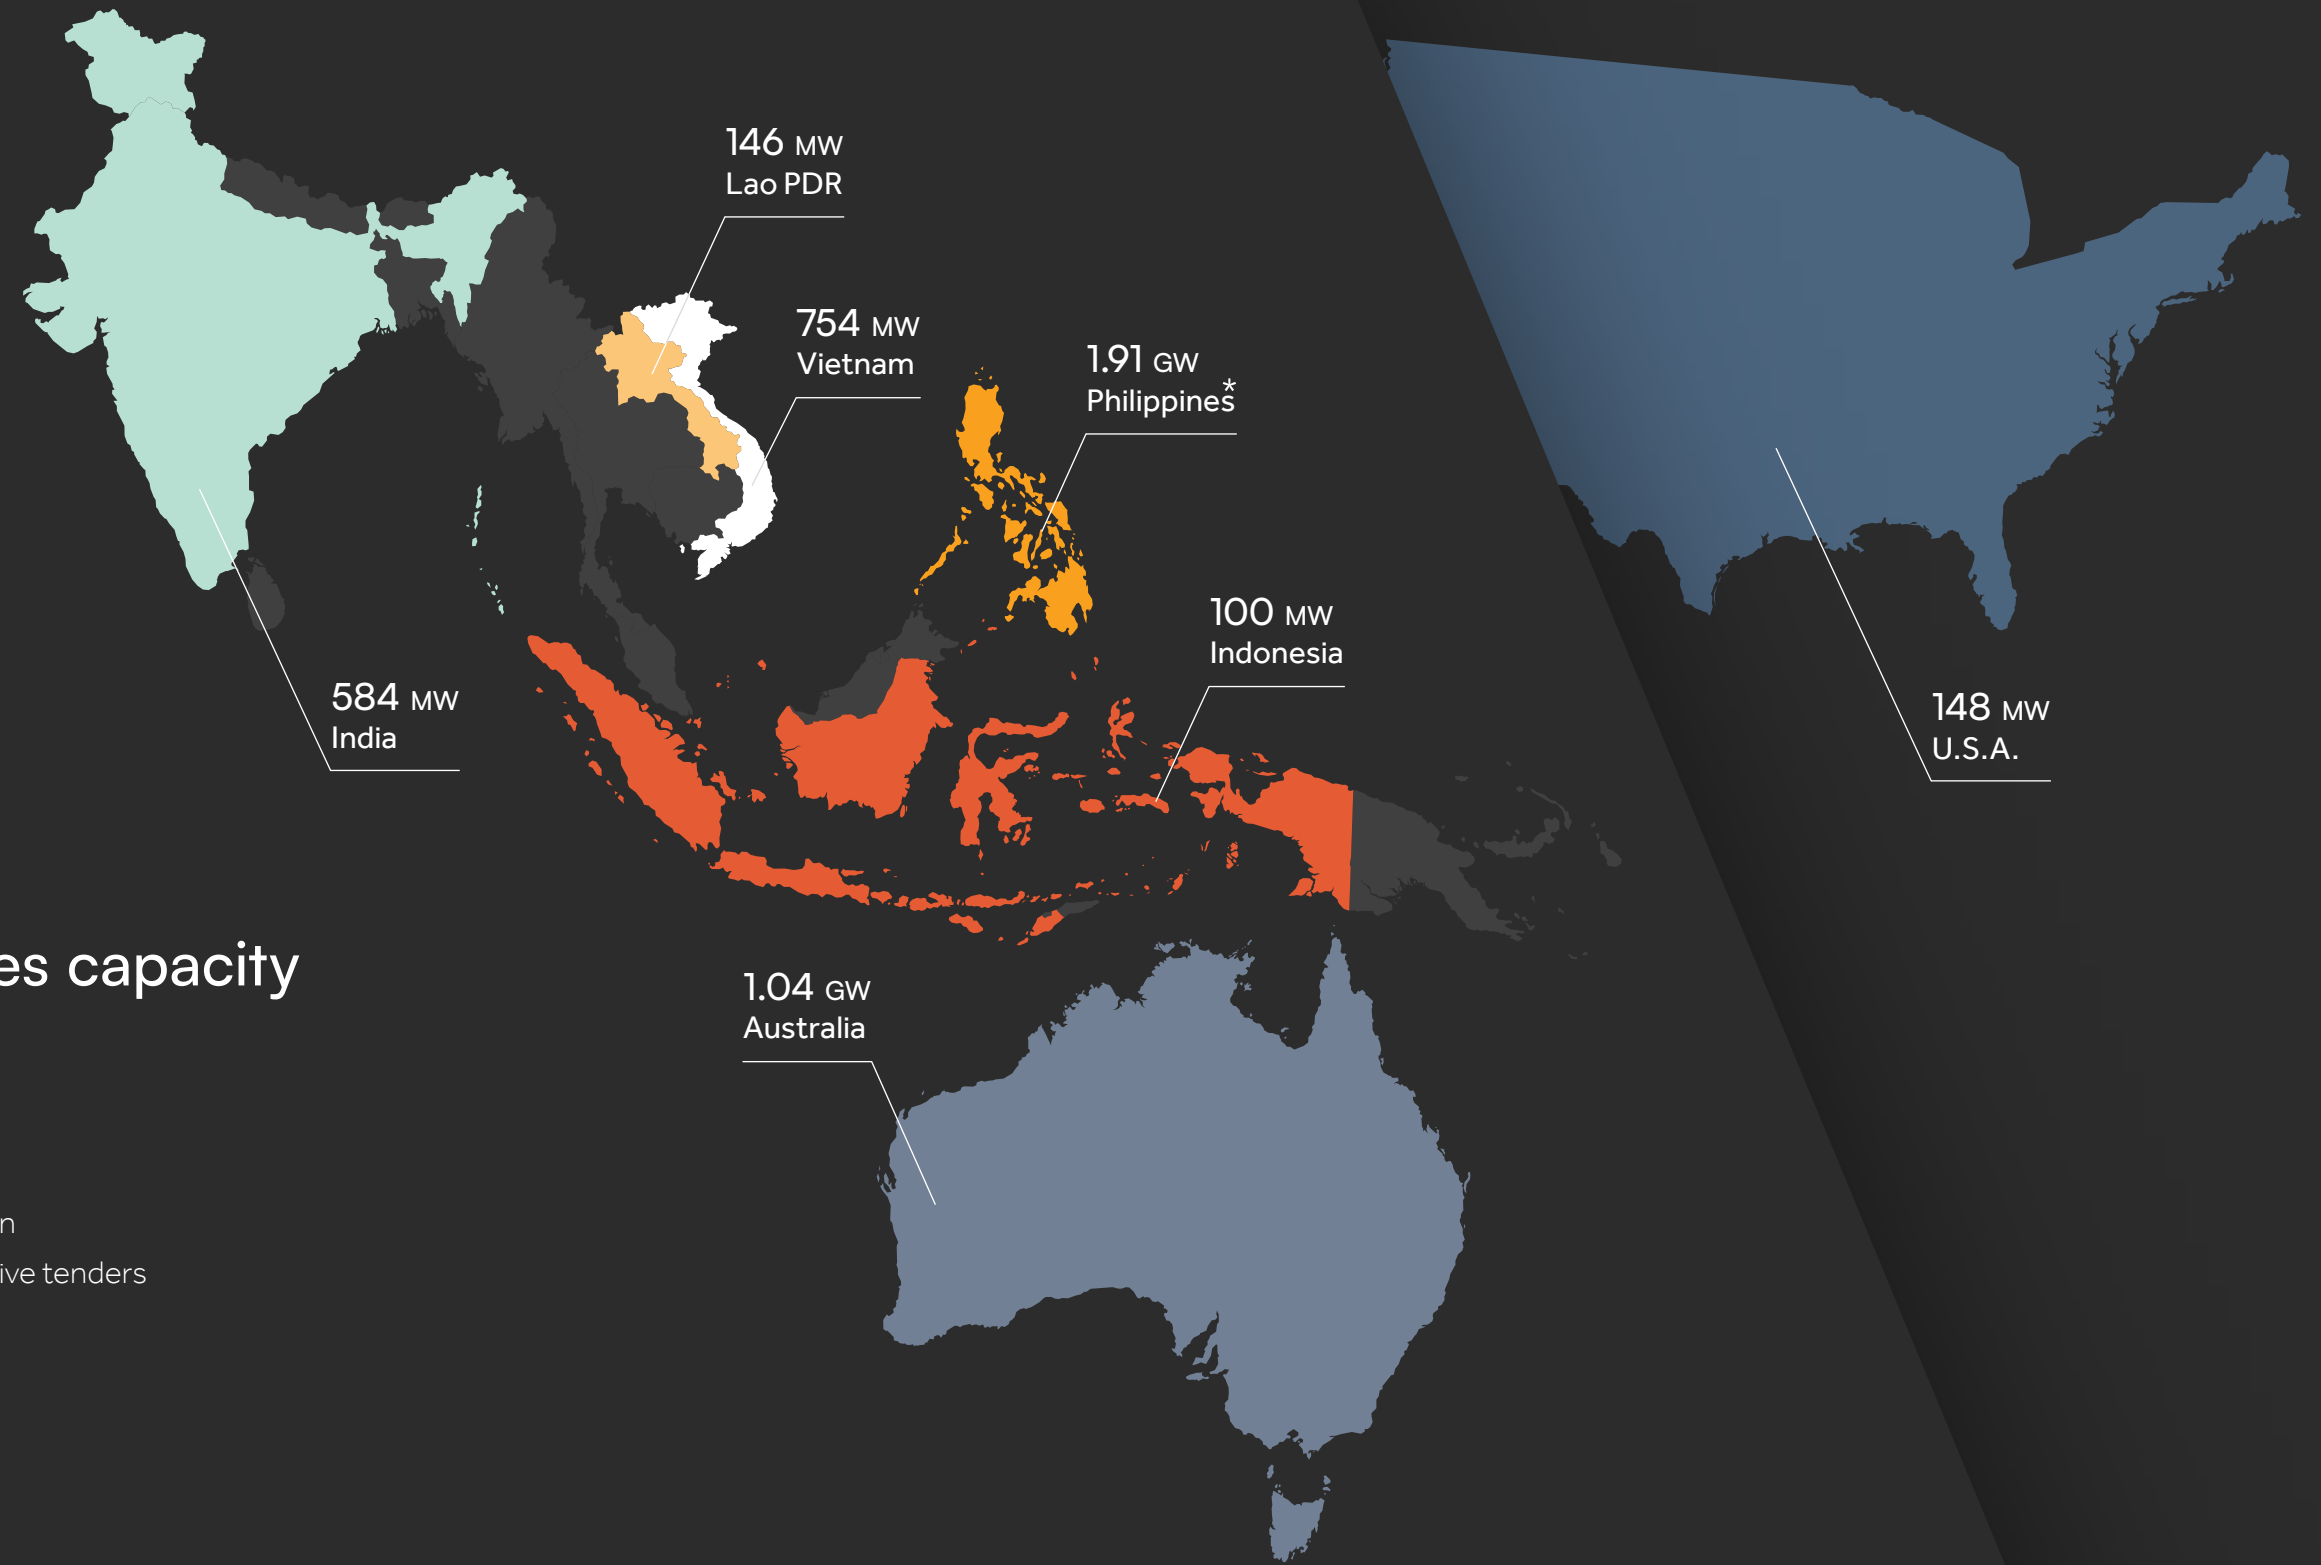 146 MW
Lao PDR
754 MW
Vietnam
1.91 GW
Philippines*
100 MW
Indonesia
584 MW
India
148 MW
U.S.A.
es capacity
1.04 GW
Australia
n
ive tenders